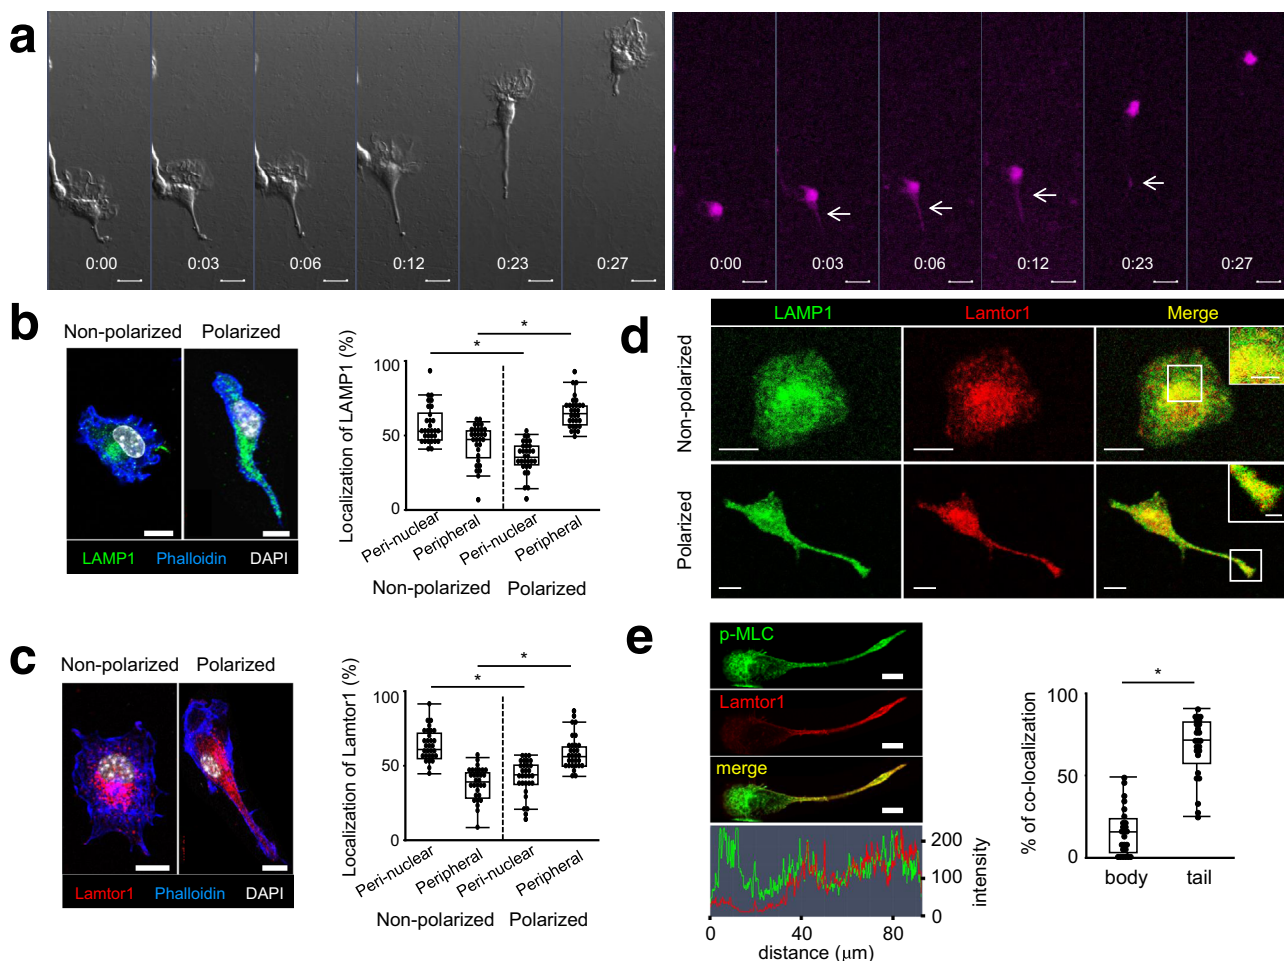 a
0:00 0:03 0:06 0:12 0:23 0:27
0:00 0:03 0:06 0:12 0:23 0:27
b
Non-polarized Polarized
LAMP1 Phalloidin DAPI
Localization of LAMP1 (%)
100
50
0
*
*
Peri-nuclear Peripheral Peri-nuclear Peripheral
Non-polarized Polarized
c
Non-polarized Polarized
Lamtor1 Phalloidin DAPI
Localization of Lamtor1 (%)
100
50
0
*
*
Peri-nuclear Peripheral Peri-nuclear Peripheral
Non-polarized Polarized
d
LAMP1 Lamtor1 Merge
Non-polarized
Polarized
e
p-MLC
Lamtor1
merge
200
100
0
intensity
0 40 80
distance (μm)
% of co-localization
100
50
0
*
body tail